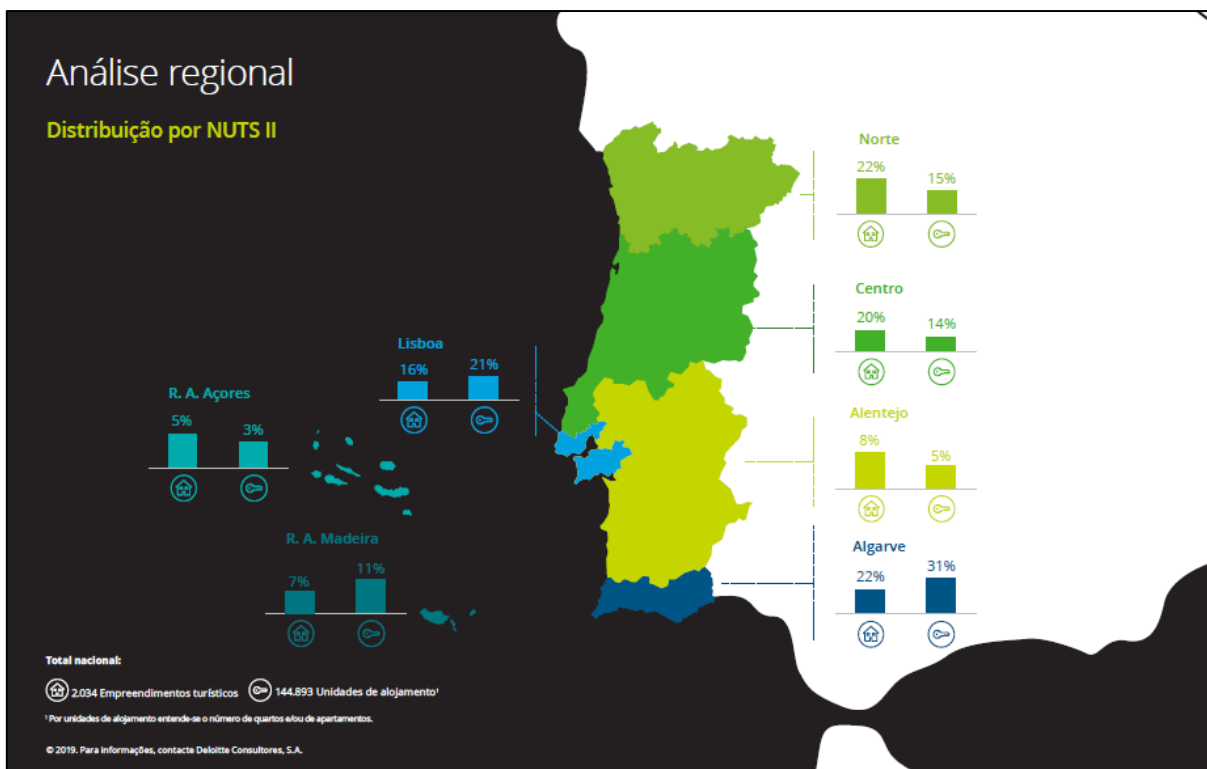 Análise regional
Distribuição por NUTS II
Norte
22% 15%
Centro
20% 14%
Lisboa
16% 21%
R. A. Açores
5% 3%
Alentejo
8% 5%
R. A. Madeira
7% 11%
Algarve
22% 31%
Total nacional:
2.034 Empreendimentos turísticos 144.893 Unidades de alojamento¹
¹ Por unidades de alojamento entende-se o número de quartos e/ou de apartamentos.
© 2019. Para informações, contacte Deloitte Consultores, S.A.